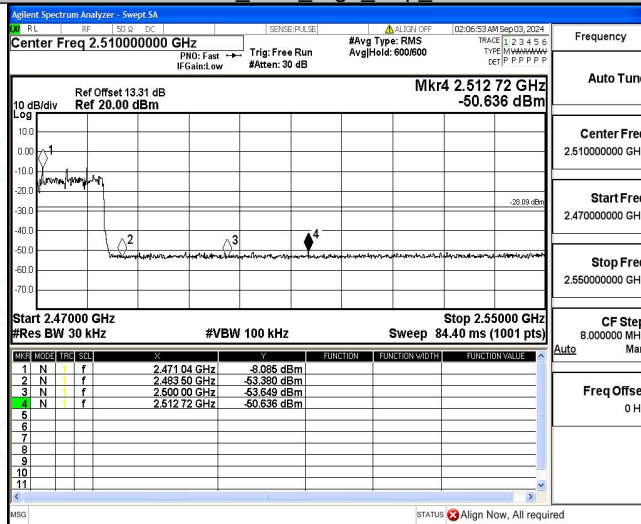 Agilent Spectrum Analyzer - Swept SA
RL RF 50 Ω DC SENSE:PULSE ALIGN OFF 02:06:53 AM Sep 03, 2024
Center Freq 2.510000000 GHz
PNO: Fast
IFGain:Low
Trig: Free Run
#Atten: 30 dB
#Avg Type: RMS
Avg|Hold: 600/600
TRACE 1 2 3 4 5 6
TYPE M
DET P P P P P P
Frequency
Ref Offset 13.31 dB
10 dB/div Ref 20.00 dBm
Log
Mkr4 2.512 72 GHz
-50.636 dBm
10.0
0.00
-10.0
-20.0
-30.0
-40.0
-50.0
-60.0
-70.0
1
2
3
4
-28.09 dBm
Start 2.47000 GHz Stop 2.55000 GHz
#Res BW 30 kHz #VBW 100 kHz Sweep 84.40 ms (1001 pts)
MKR MODE TRC SCL X Y FUNCTION FUNCTION WIDTH FUNCTION VALUE
1 N 1 f 2.471 04 GHz -8.085 dBm
2 N 1 f 2.483 50 GHz -53.380 dBm
3 N 1 f 2.500 00 GHz -53.649 dBm
4 N 1 f 2.512 72 GHz -50.636 dBm
5
6
7
8
9
10
11
MSG STATUS Align Now, All required
Auto Tune
Center Freq
2.510000000 GH
Start Freq
2.470000000 GH
Stop Freq
2.550000000 GH
CF Step
8.000000 MH
Auto Ma
Freq Offse
0 H